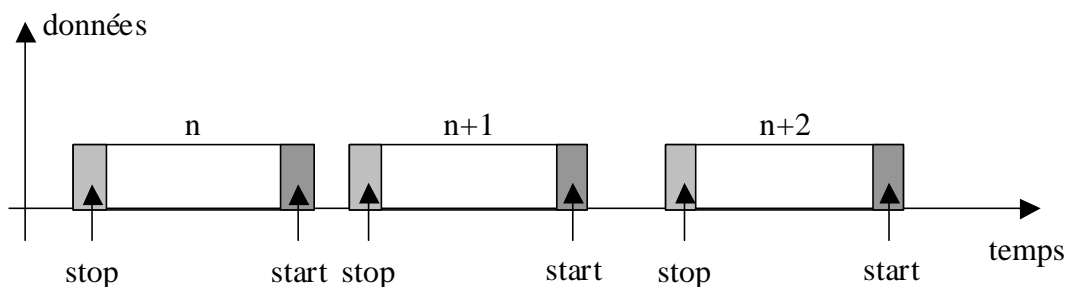 données
n n+1 n+2
temps
stop start stop start stop start